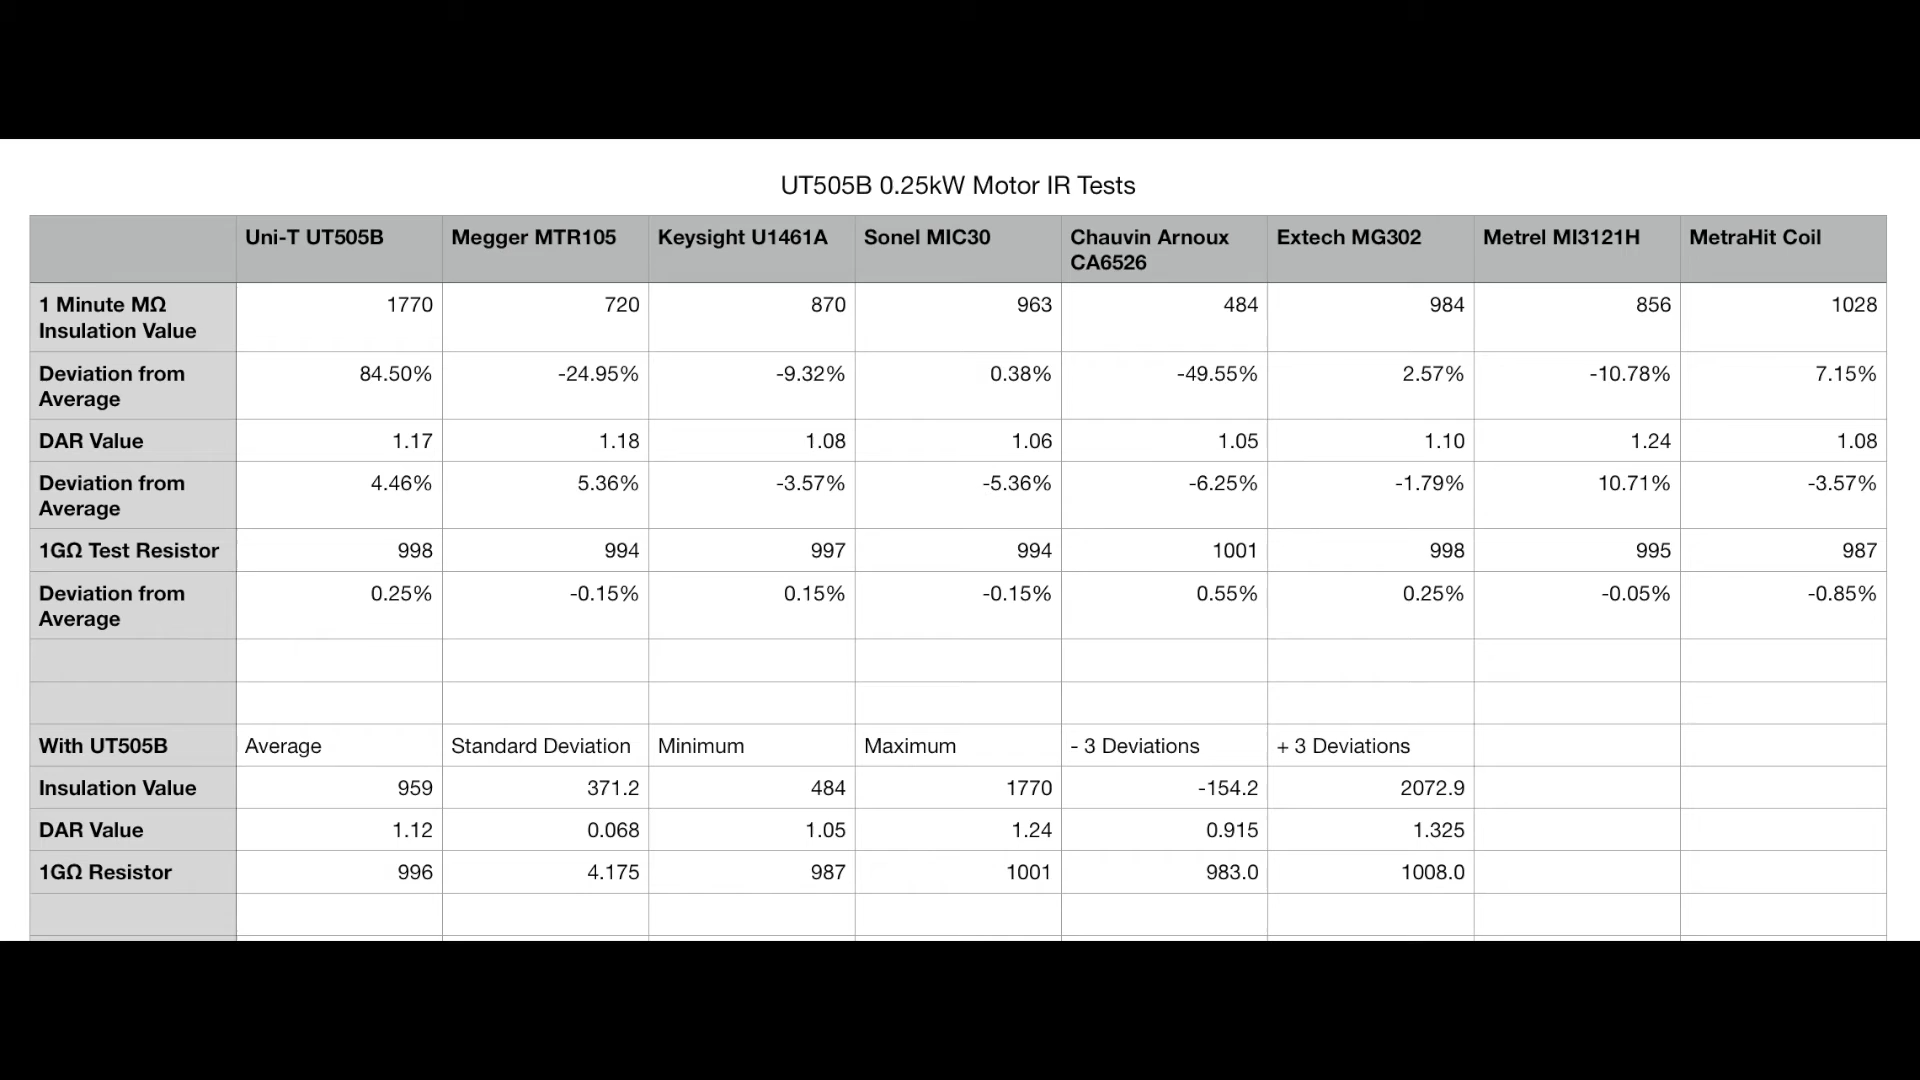 UT505B 0.25kW Motor IR Tests
Uni-T UT505B Megger MTR105 Keysight U1461A Sonel MIC30 Chauvin Arnoux CA6526 Extech MG302 Metrel MI3121H MetraHit Coil
1 Minute MΩ Insulation Value 1770 720 870 963 484 984 856 1028
Deviation from Average 84.50% -24.95% -9.32% 0.38% -49.55% 2.57% -10.78% 7.15%
DAR Value 1.17 1.18 1.08 1.06 1.05 1.10 1.24 1.08
Deviation from Average 4.46% 5.36% -3.57% -5.36% -6.25% -1.79% 10.71% -3.57%
1GΩ Test Resistor 998 994 997 994 1001 998 995 987
Deviation from Average 0.25% -0.15% 0.15% -0.15% 0.55% 0.25% -0.05% -0.85%
With UT505B Average Standard Deviation Minimum Maximum - 3 Deviations + 3 Deviations
Insulation Value 959 371.2 484 1770 -154.2 2072.9
DAR Value 1.12 0.068 1.05 1.24 0.915 1.325
1GΩ Resistor 996 4.175 987 1001 983.0 1008.0